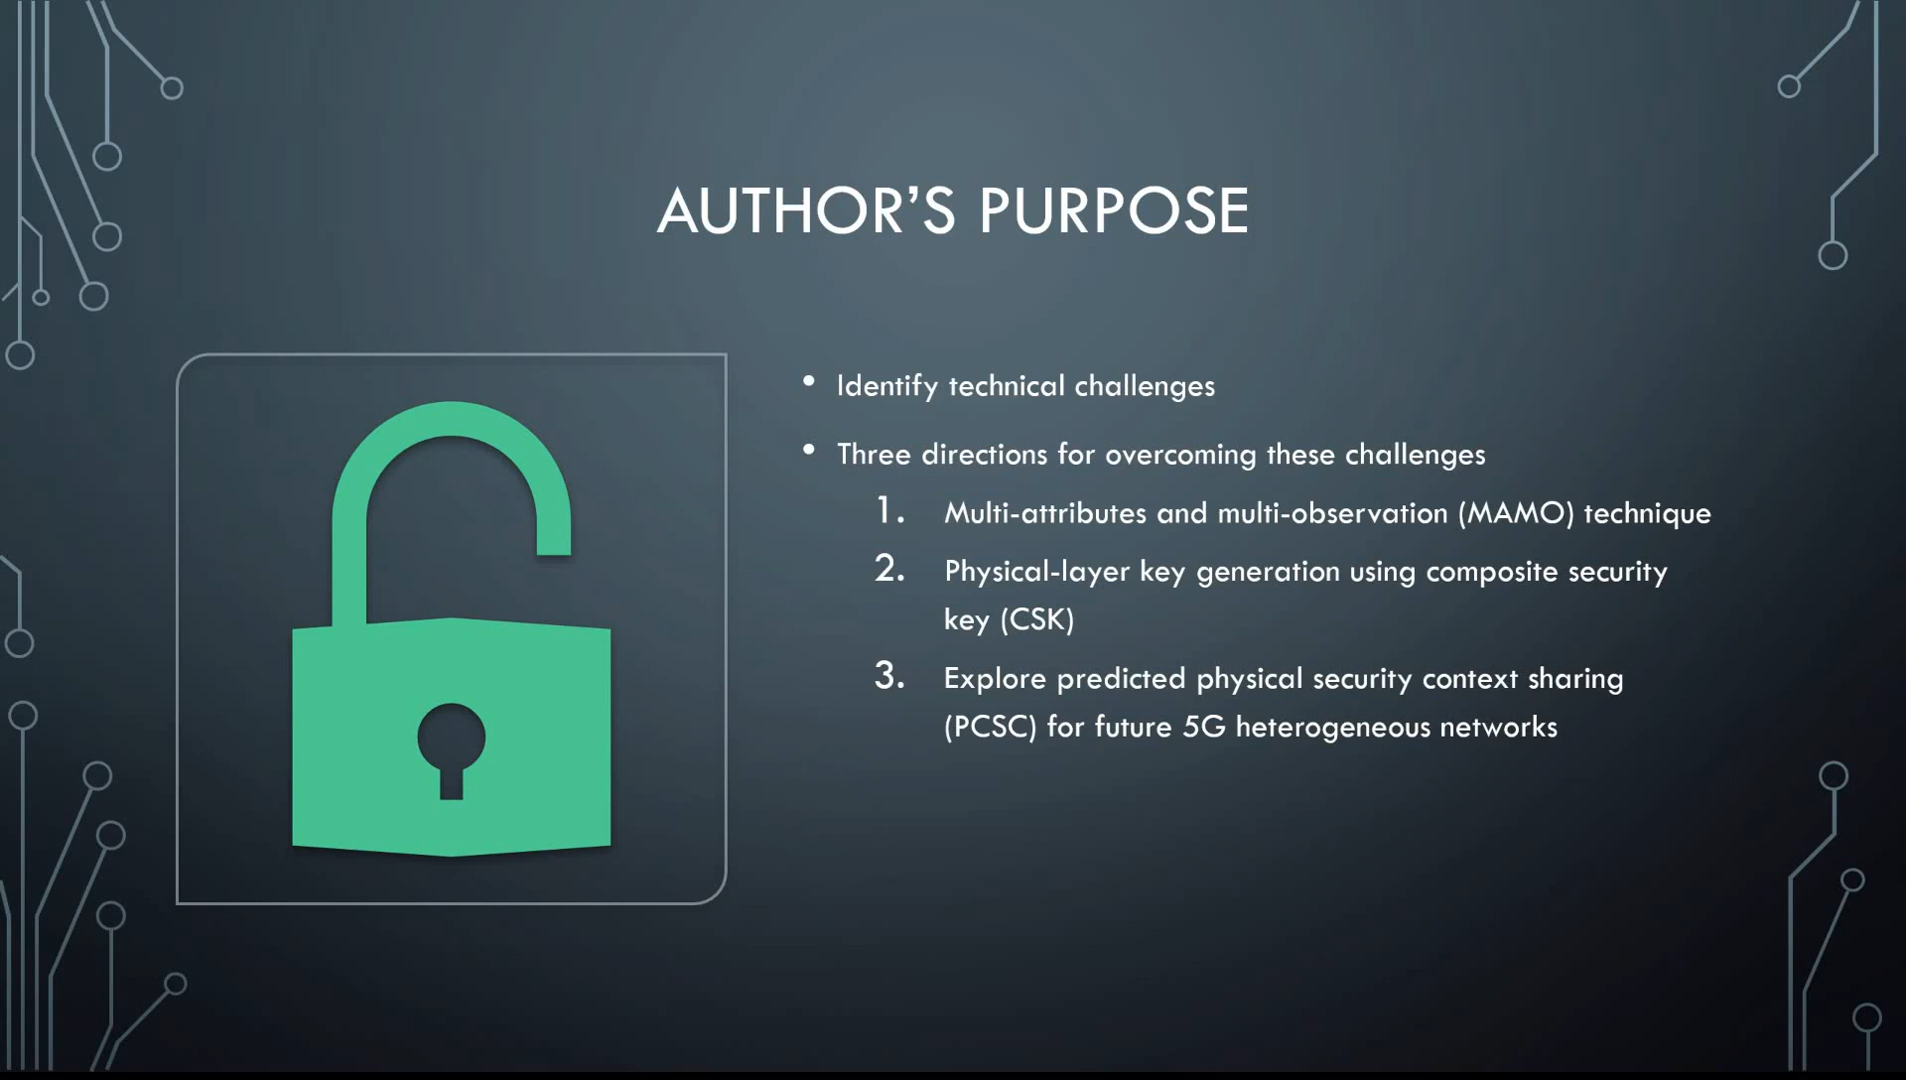 AUTHOR’S PURPOSE
• Identify technical challenges
• Three directions for overcoming these challenges
1. Multi-attributes and multi-observation (MAMO) technique
2. Physical-layer key generation using composite security
key (CSK)
3. Explore predicted physical security context sharing
(PCSC) for future 5G heterogeneous networks